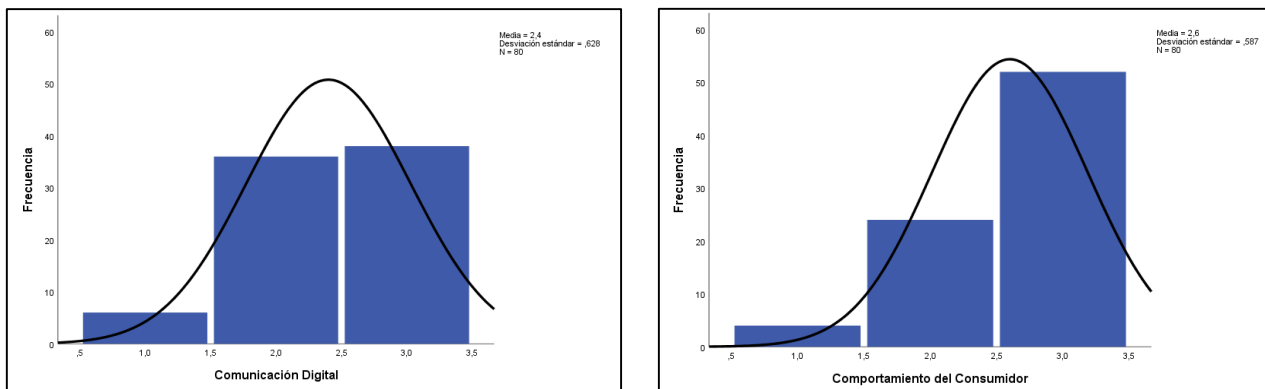 Media = 2,4
Desviación estándar = ,628
N = 80
60
50
40
30
20
10
0
Frecuencia
,5 1,0 1,5 2,0 2,5 3,0 3,5
Comunicación Digital
Media = 2,6
Desviación estándar = ,587
N = 80
60
50
40
30
20
10
0
Frecuencia
,5 1,0 1,5 2,0 2,5 3,0 3,5
Comportamiento del Consumidor